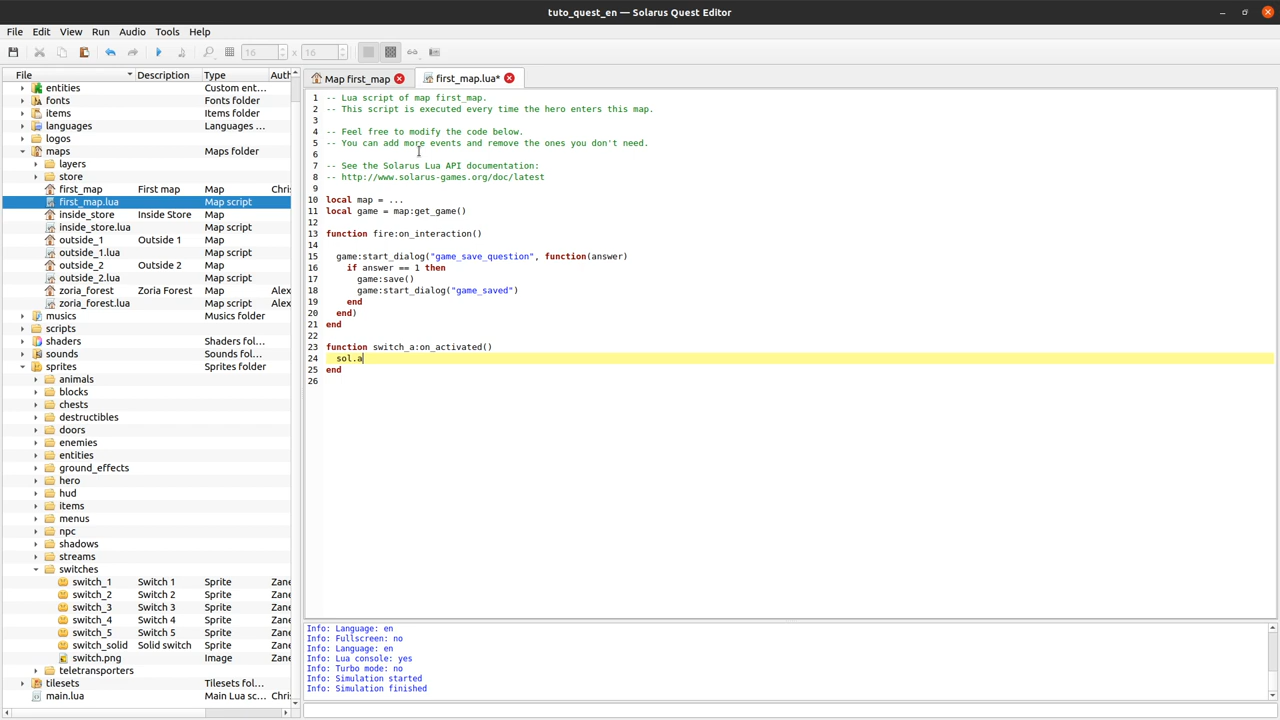 tuto_quest_en — Solarus Quest Editor
File Edit View Run Audio Tools Help
16 x 16
File Description Type Auth
entities Custom ent...
fonts Fonts folder
items Items folder
languages Languages ...
logos
maps Maps folder
layers
store
first_map First map Map Chris
first_map.lua Map script
inside_store Inside Store Map
inside_store.lua Map script
outside_1 Outside 1 Map
outside_1.lua Map script
outside_2 Outside 2 Map
outside_2.lua Map script
zoria_forest Zoria Forest Map Alex
zoria_forest.lua Map script Alex
musics Musics folder
scripts
shaders Shaders fol...
sounds Sounds fol...
sprites Sprites folder
animals
blocks
chests
destructibles
doors
enemies
entities
ground_effects
hero
hud
items
menus
npc
shadows
streams
switches
switch_1 Switch 1 Sprite Zane
switch_2 Switch 2 Sprite Zane
switch_3 Switch 3 Sprite Zane
switch_4 Switch 4 Sprite Zane
switch_5 Switch 5 Sprite Zane
switch_solid Solid switch Sprite Zane
switch.png Image Zane
teletransporters
tilesets Tilesets fol...
main.lua Main Lua sc... Chris
Map first_map first_map.lua*
1 -- Lua script of map first_map.
2 -- This script is executed every time the hero enters this map.
3
4 -- Feel free to modify the code below.
5 -- You can add more events and remove the ones you don't need.
6
7 -- See the Solarus Lua API documentation:
8 -- http://www.solarus-games.org/doc/latest
9
10 local map = ...
11 local game = map:get_game()
12
13 function fire:on_interaction()
14
15 game:start_dialog("game_save_question", function(answer)
16 if answer == 1 then
17 game:save()
18 game:start_dialog("game_saved")
19 end
20 end)
21 end
22
23 function switch_a:on_activated()
24 sol.a
25 end
26
Info: Language: en
Info: Fullscreen: no
Info: Language: en
Info: Lua console: yes
Info: Turbo mode: no
Info: Simulation started
Info: Simulation finished